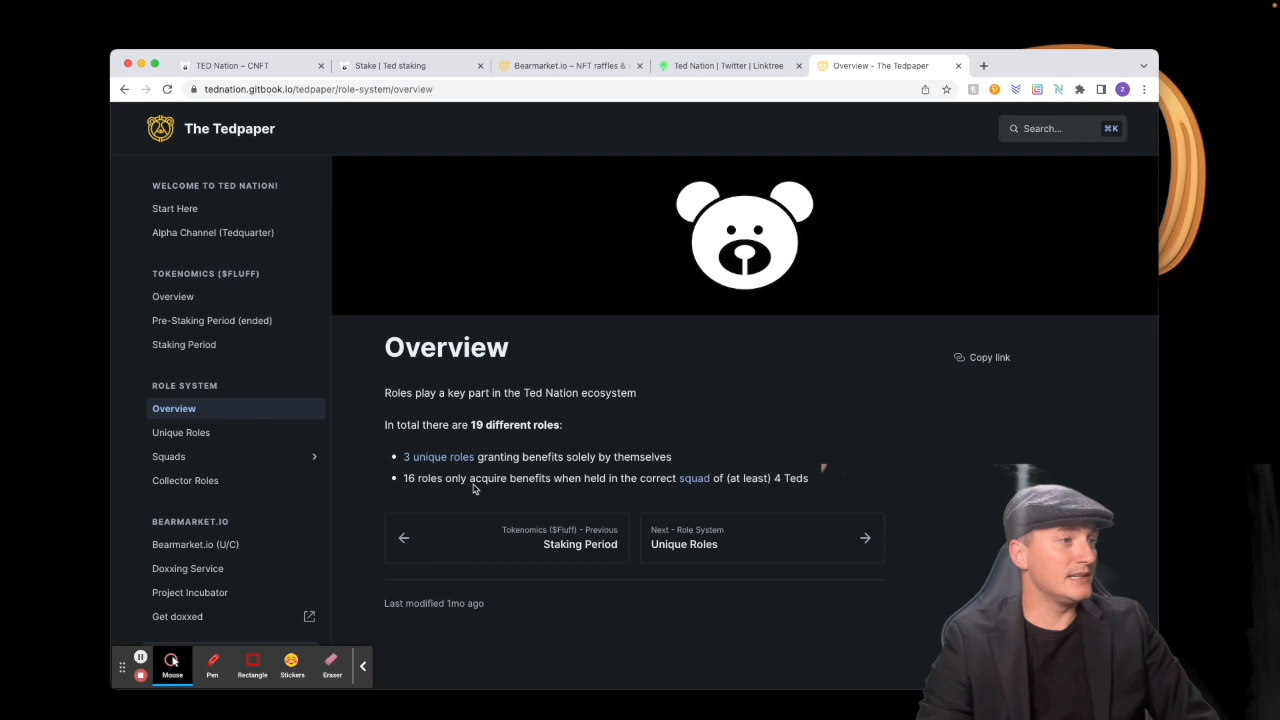 TED Nation – CNFT
Stake | Ted staking
Bearmarket.io – NFT raffles &
Ted Nation | Twitter | Linktree
Overview - The Tedpaper
tednation.gitbook.io/tedpaper/role-system/overview
z
The Tedpaper
Search...
⌘K
WELCOME TO TED NATION!
Start Here
Alpha Channel (Tedquarter)
TOKENOMICS ($FLUFF)
Overview
Pre-Staking Period (ended)
Staking Period
ROLE SYSTEM
Overview
Unique Roles
Squads
Collector Roles
BEARMARKET.IO
Bearmarket.io (U/C)
Doxxing Service
Project Incubator
Get doxxed
Overview
Copy link
Roles play a key part in the Ted Nation ecosystem
In total there are 19 different roles:
• 3 unique roles granting benefits solely by themselves
• 16 roles only acquire benefits when held in the correct squad of (at least) 4 Teds
Tokenomics ($Fluff) - Previous
Staking Period
Next - Role System
Unique Roles
Last modified 1mo ago
Mouse
Pen
Rectangle
Stickers
Eraser